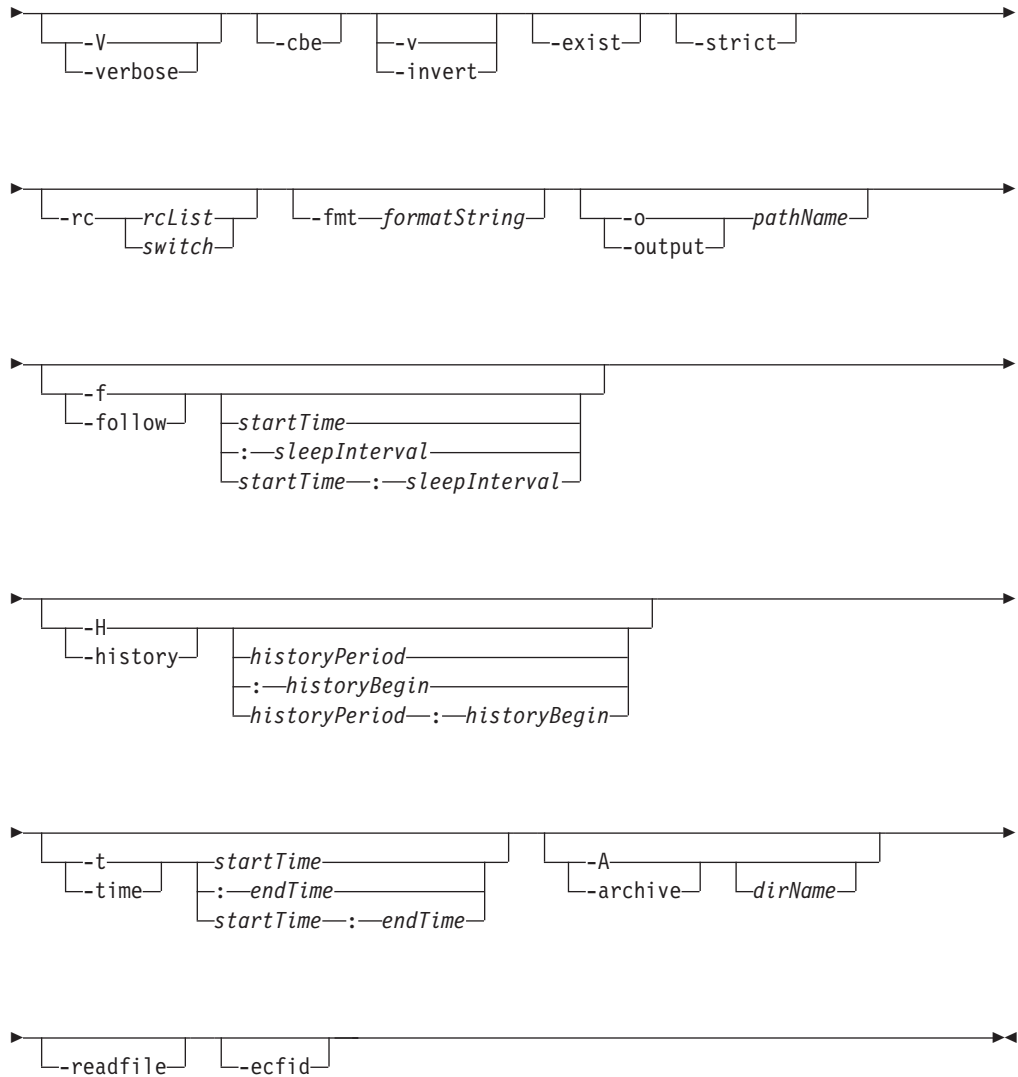 -V -cbe -v -exist -strict
-verbose -invert
-rc rcList -fmt formatString -o pathName
switch -output
-f
-follow startTime
: sleepInterval
startTime : sleepInterval
-H
-history historyPeriod
: historyBegin
historyPeriod : historyBegin
-t startTime -A
-time : endTime -archive dirName
startTime : endTime
-readfile -ecfid